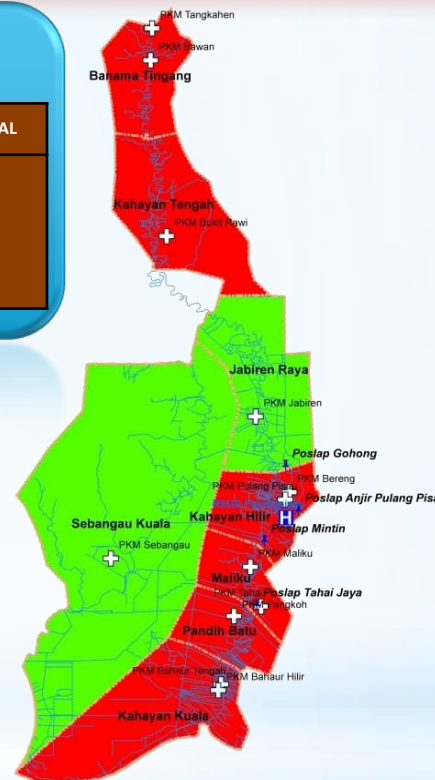 PKM Tangkahen
PKM Bawan
Banama Tingang
AL
Kahayan Tengah
PKM Bukit Rawi
Jabiren Raya
PKM Jabiren
Poslap Gohong
PKM Bereng
PKM Pulang Pisau
Poslap Anjir Pulang Pisa
Kahayan Hilir
H
Sebangau Kuala
Poslap Mintin
PKM Sebangau
PKM Maliku
Maliku
PKM Tahai
Poslap Tahai Jaya
PKM Pangkoh
Pandih Batu
PKM Bahaur Tengah
PKM Bahaur Hilir
Kahayan Kuala